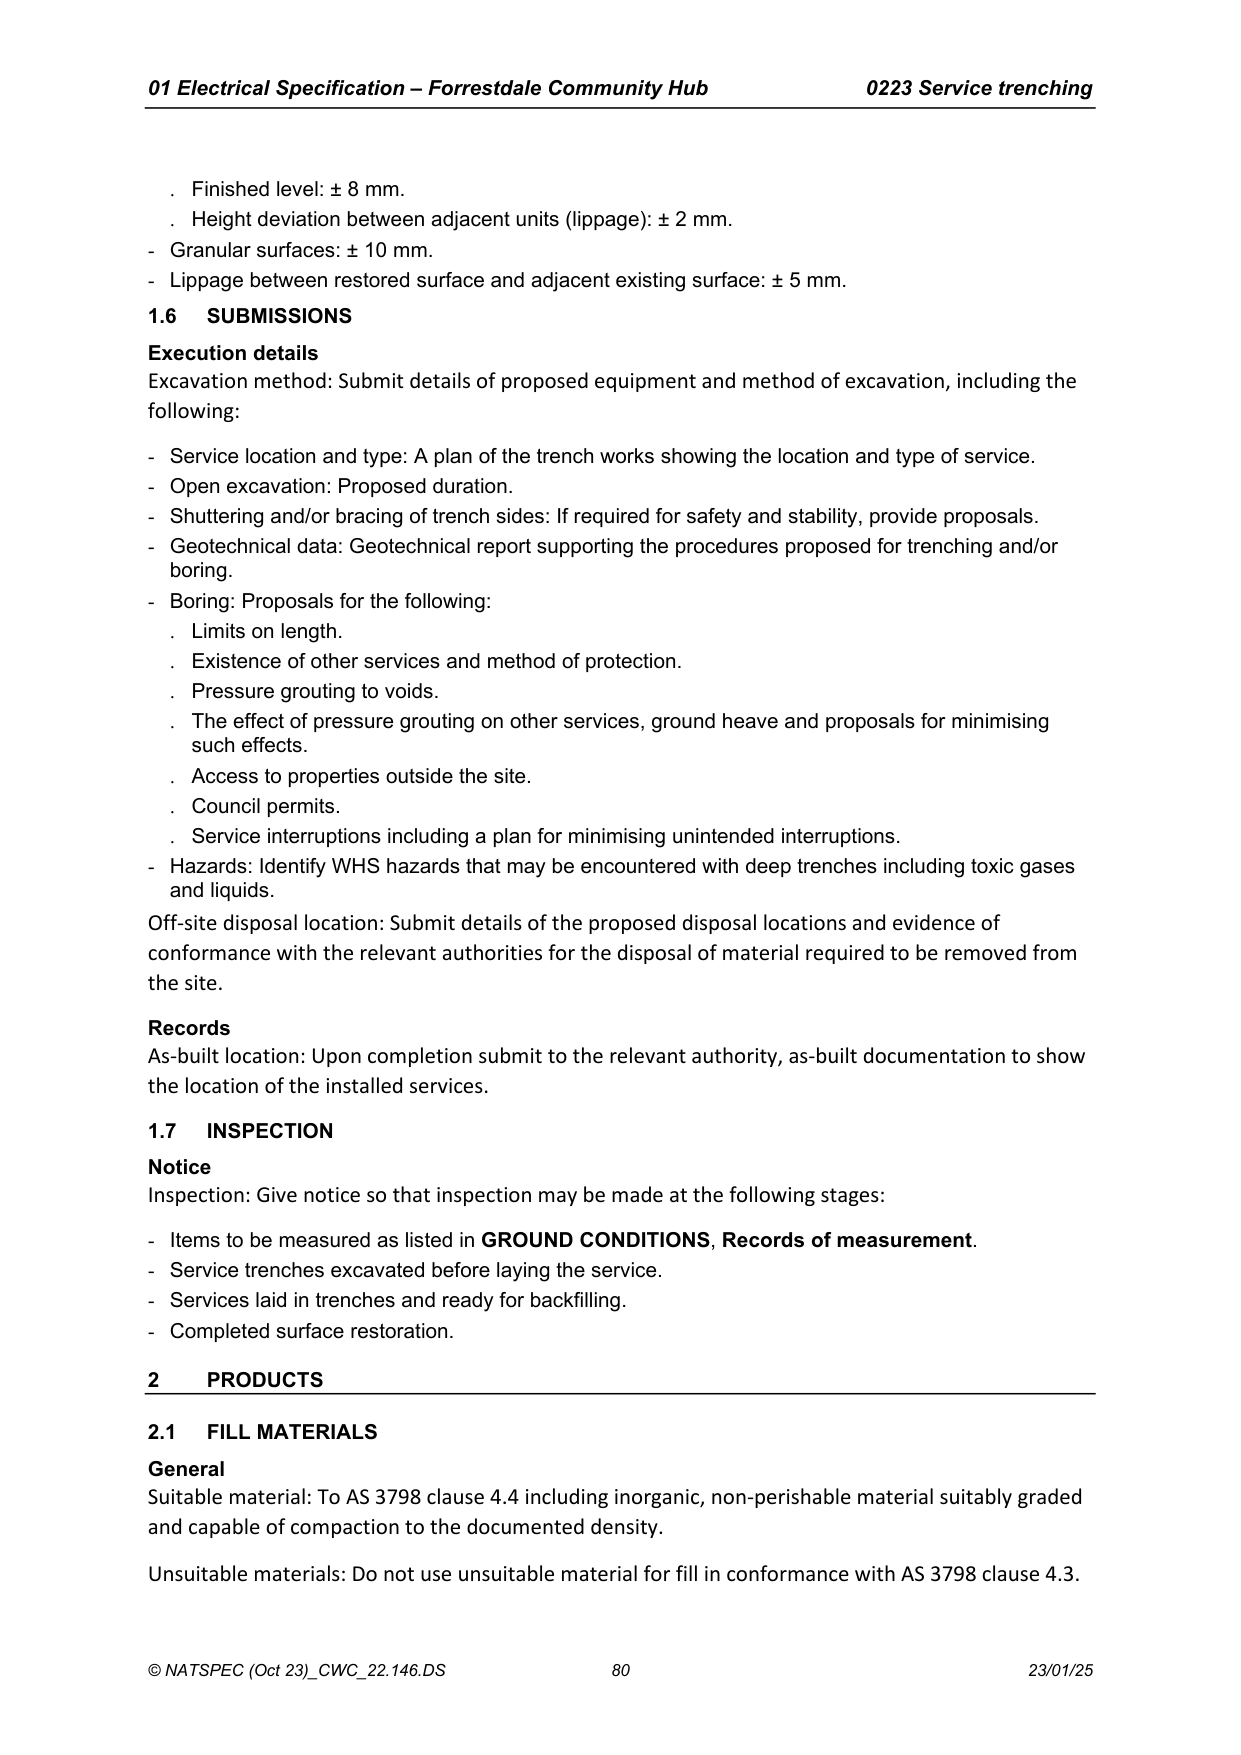 01 Electrical Specification – Forrestdale Community Hub 0223 Service trenching
. Finished level: ± 8 mm.
. Height deviation between adjacent units (lippage): ± 2 mm.
- Granular surfaces: ± 10 mm.
- Lippage between restored surface and adjacent existing surface: ± 5 mm.
1.6 SUBMISSIONS
Execution details
Excavation method: Submit details of proposed equipment and method of excavation, including the
following:
- Service location and type: A plan of the trench works showing the location and type of service.
- Open excavation: Proposed duration.
- Shuttering and/or bracing of trench sides: If required for safety and stability, provide proposals.
- Geotechnical data: Geotechnical report supporting the procedures proposed for trenching and/or
boring.
- Boring: Proposals for the following:
. Limits on length.
. Existence of other services and method of protection.
. Pressure grouting to voids.
. The effect of pressure grouting on other services, ground heave and proposals for minimising
such effects.
. Access to properties outside the site.
. Council permits.
. Service interruptions including a plan for minimising unintended interruptions.
- Hazards: Identify WHS hazards that may be encountered with deep trenches including toxic gases
and liquids.
Off-site disposal location: Submit details of the proposed disposal locations and evidence of
conformance with the relevant authorities for the disposal of material required to be removed from
the site.
Records
As-built location: Upon completion submit to the relevant authority, as-built documentation to show
the location of the installed services.
1.7 INSPECTION
Notice
Inspection: Give notice so that inspection may be made at the following stages:
- Items to be measured as listed in GROUND CONDITIONS, Records of measurement.
- Service trenches excavated before laying the service.
- Services laid in trenches and ready for backfilling.
- Completed surface restoration.
2 PRODUCTS
2.1 FILL MATERIALS
General
Suitable material: To AS 3798 clause 4.4 including inorganic, non-perishable material suitably graded
and capable of compaction to the documented density.
Unsuitable materials: Do not use unsuitable material for fill in conformance with AS 3798 clause 4.3.
© NATSPEC (Oct 23)_CWC_22.146.DS 80 23/01/25